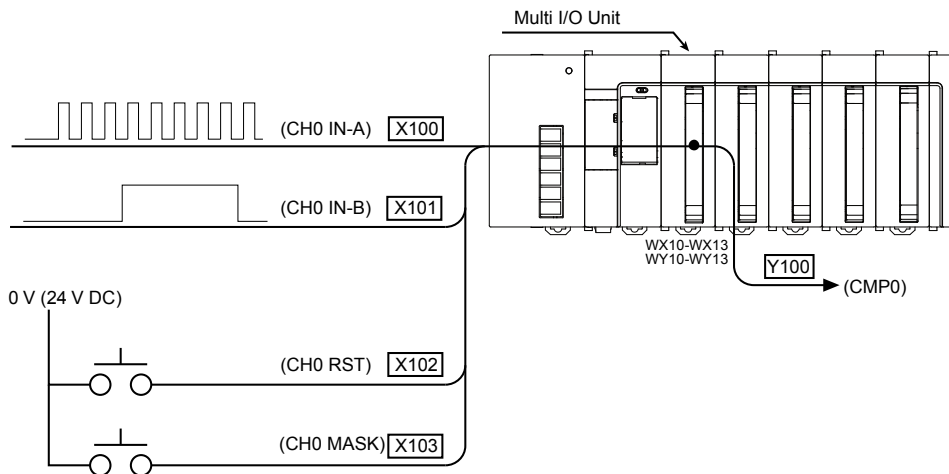 Multi I/O Unit
(CH0 IN-A) X100
(CH0 IN-B) X101
WX10-WX13
WY10-WY13
Y100
(CMP0)
0 V (24 V DC)
(CH0 RST) X102
(CH0 MASK) X103